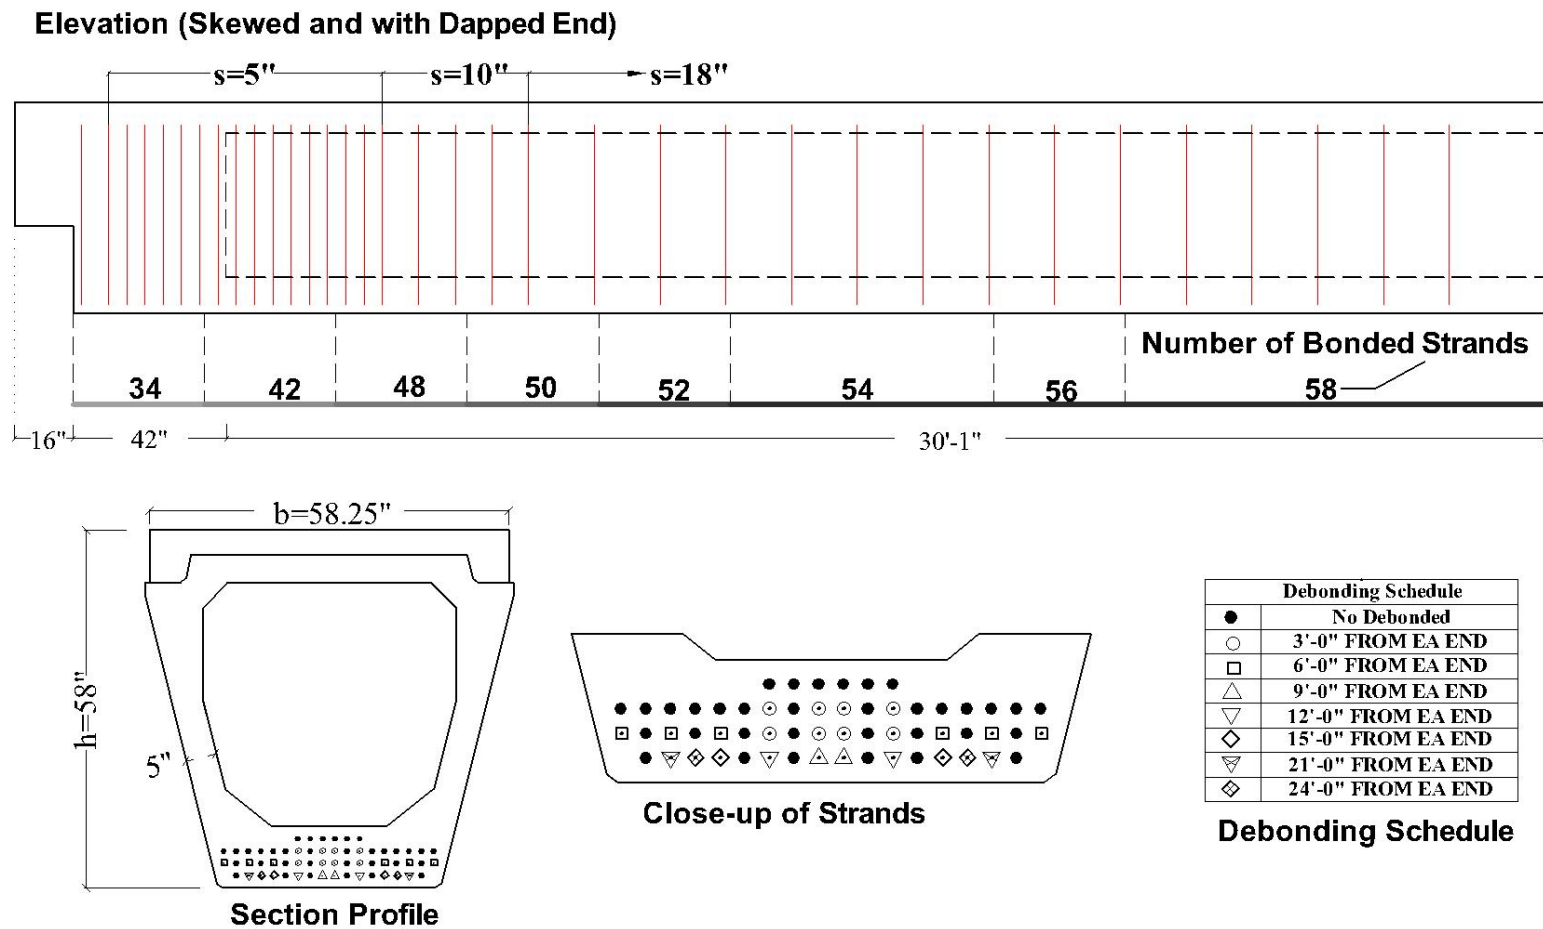 Elevation (Skewed and with Dapped End)
s=5" s=10" s=18"
Number of Bonded Strands
34 42 48 50 52 54 56 58
16" 42" 30'-1"
b=58.25"
h=58"
5"
Section Profile
Close-up of Strands
Debonding Schedule
No Debonded
3'-0" FROM EA END
6'-0" FROM EA END
9'-0" FROM EA END
12'-0" FROM EA END
15'-0" FROM EA END
21'-0" FROM EA END
24'-0" FROM EA END
Debonding Schedule